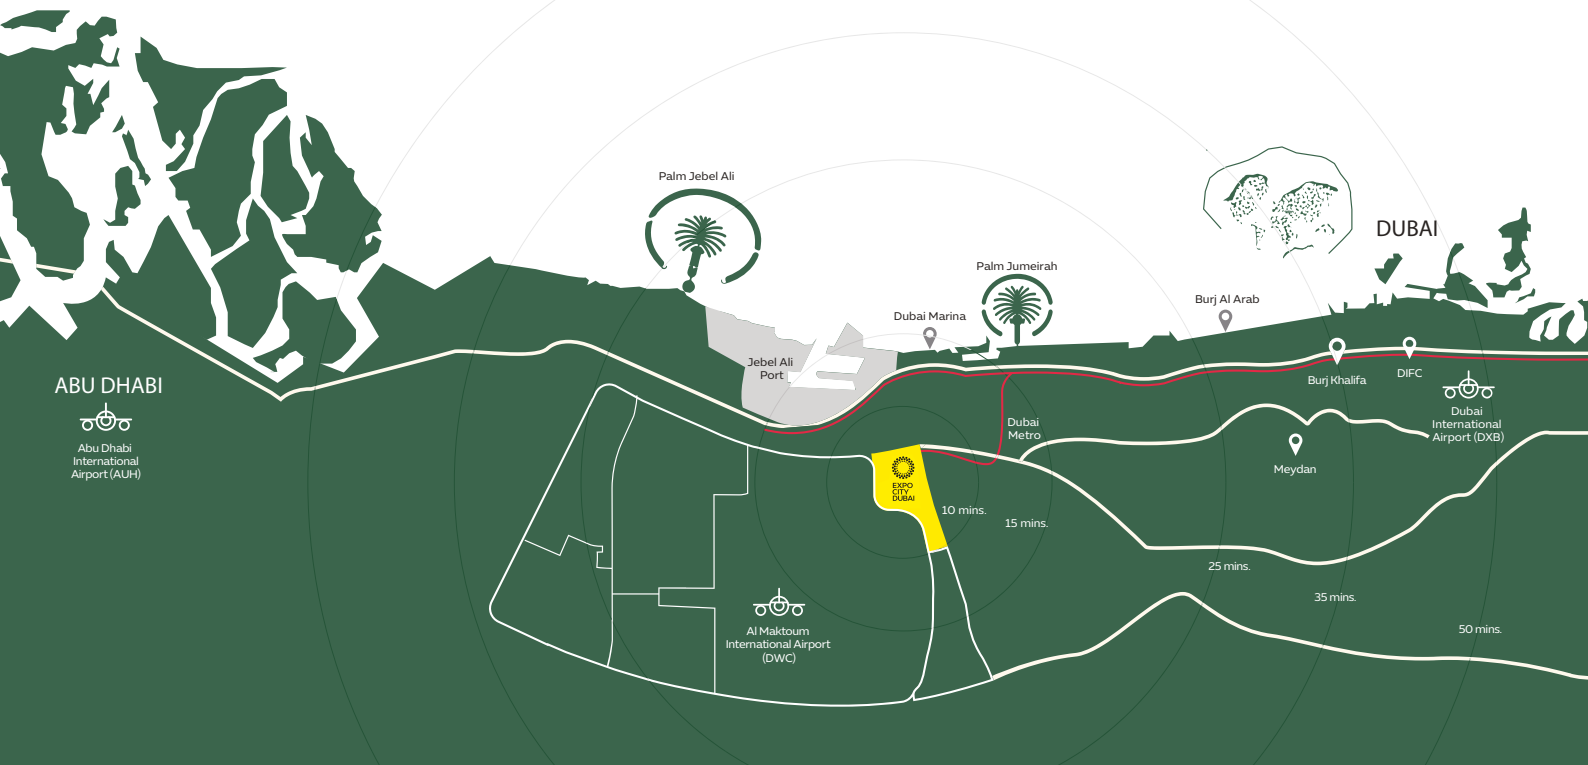 Palm Jebel Ali
DUBAI
Palm Jumeirah
Burj Al Arab
Dubai Marina
Jebel Ali
Port
Burj Khalifa
DIFC
ABU DHABI
Abu Dhabi
International
Airport (AUH)
Dubai
International
Airport (DXB)
Dubai
Metro
Meydan
EXPO
CITY
DUBAI
10 mins.
15 mins.
25 mins.
35 mins.
50 mins.
Al Maktoum
International Airport
(DWC)